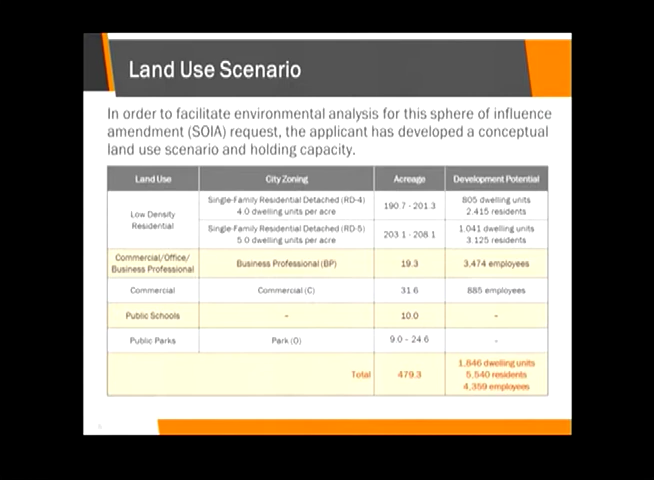 Land Use Scenario
In order to facilitate environmental analysis for this sphere of influence
amendment (SOIA) request, the applicant has developed a conceptual
land use scenario and holding capacity.
Land Use City Zoning Acreage Development Potential
Low Density
Residential
Single-Family Residential Detached (RD-4)
4.0 dwelling units per acre
190.7 - 201.3
805 dwelling units
2,415 residents
Single-Family Residential Detached (RD-5)
5.0 dwelling units per acre
203.1 - 208.1
1,041 dwelling units
3,125 residents
Commercial/Office/
Business Professional
Business Professional (BP)
19.3
3,474 employees
Commercial
Commercial (C)
31.6
885 employees
Public Schools
-
10.0
-
Public Parks
Park (O)
9.0 - 24.6
-
Total
479.3
1,846 dwelling units
5,540 residents
4,359 employees